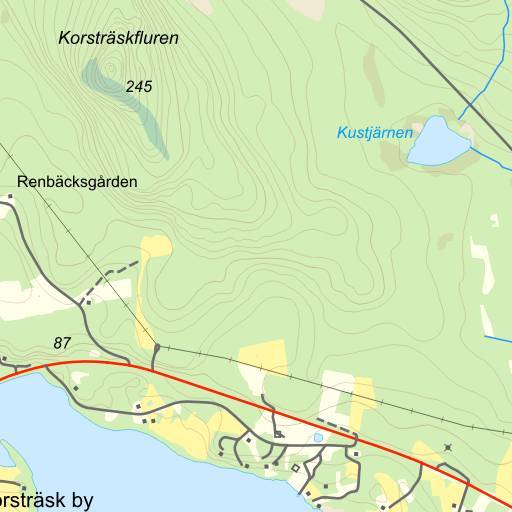 Korsträskfluren
245
Kustjärnen
Renbäcksgården
87
orsträsk by